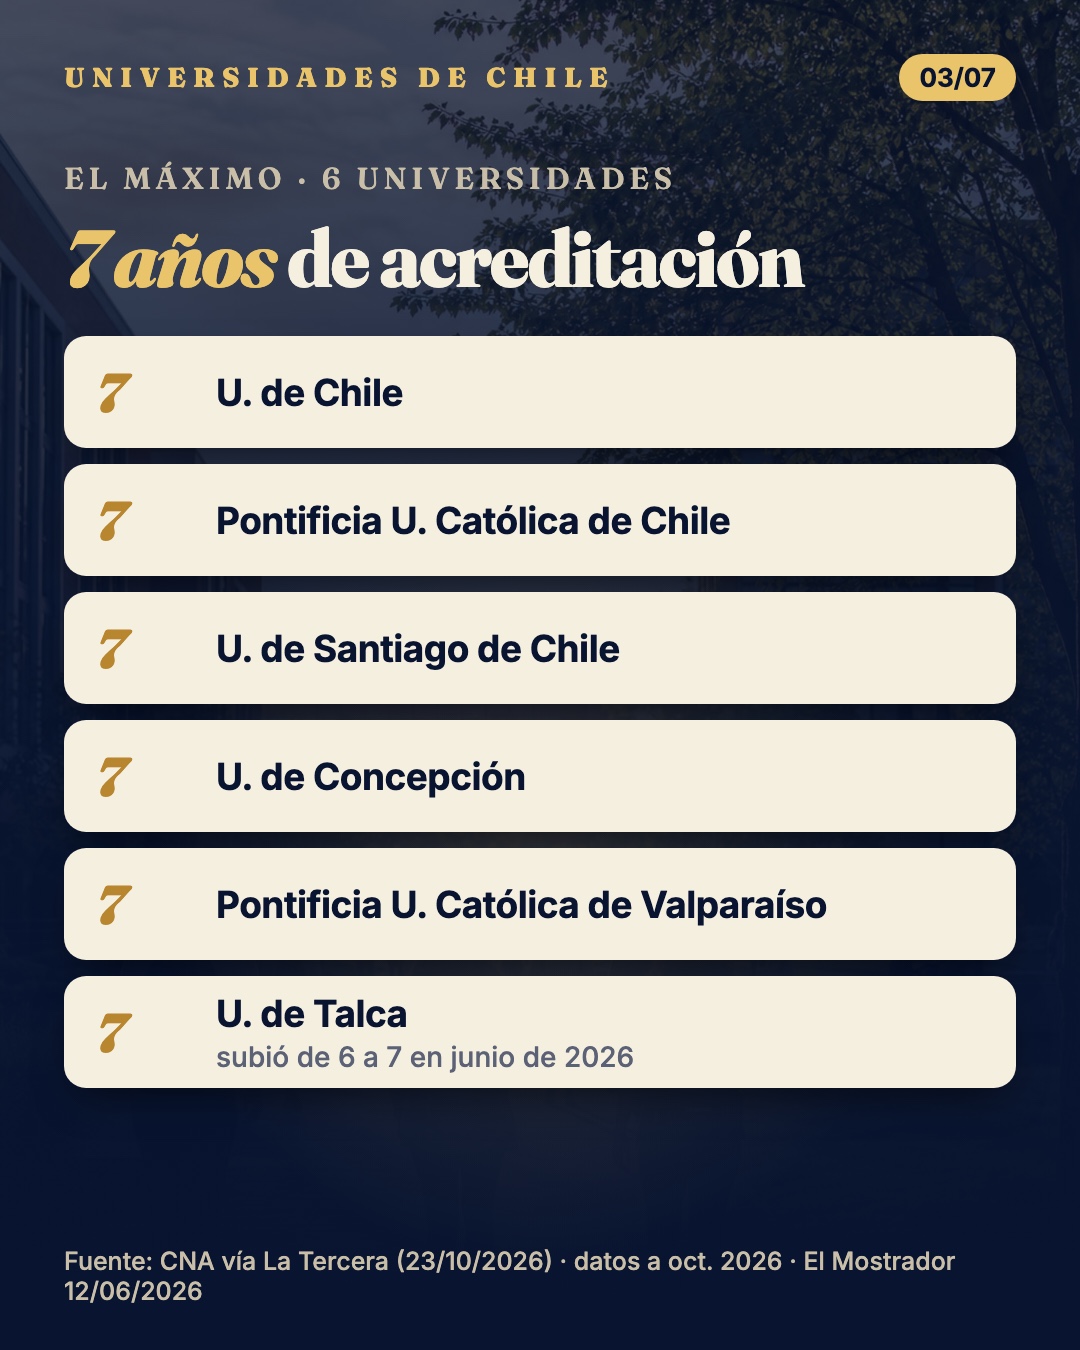 UNIVERSIDADES DE CHILE
03/07
EL MÁXIMO · 6 UNIVERSIDADES
7 años de acreditación
7 U. de Chile
7 Pontificia U. Católica de Chile
7 U. de Santiago de Chile
7 U. de Concepción
7 Pontificia U. Católica de Valparaíso
7 U. de Talca
subió de 6 a 7 en junio de 2026
Fuente: CNA vía La Tercera (23/10/2026) · datos a oct. 2026 · El Mostrador
12/06/2026